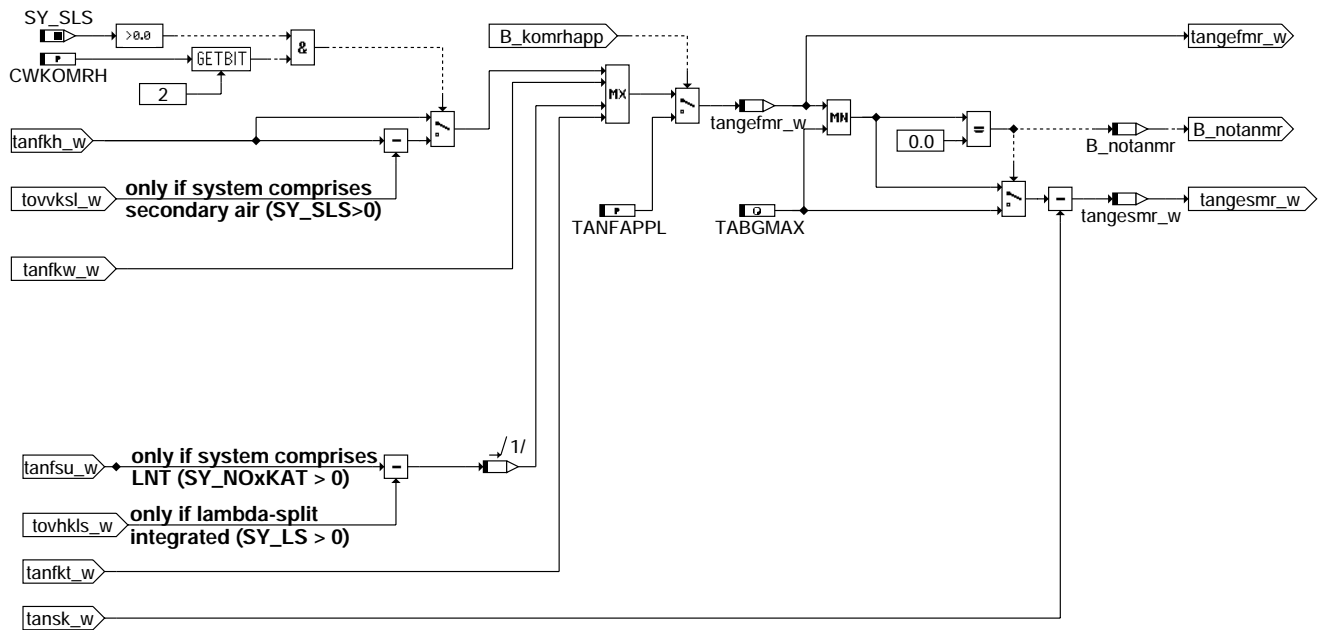 SY_SLS
>0.0
&
B_komrhapp
tangefmr_w
P
GETBIT
CWKOMRH
2
MX
tanfkh_w
-
tangefmr_w
MN
0.0
=
B_notanmr
B_notanmr
tovvksl_w
only if system comprises
secondary air (SY_SLS>0)
P
TANFAPPL
TABGMAX
-
tangesmr_w
tangesmr_w
tanfkw_w
tanfsu_w
only if system comprises
LNT (SY_NOxKAT > 0)
-
1/
tovhkls_w
only if lambda-split
integrated (SY_LS > 0)
tanfkt_w
tansk_w